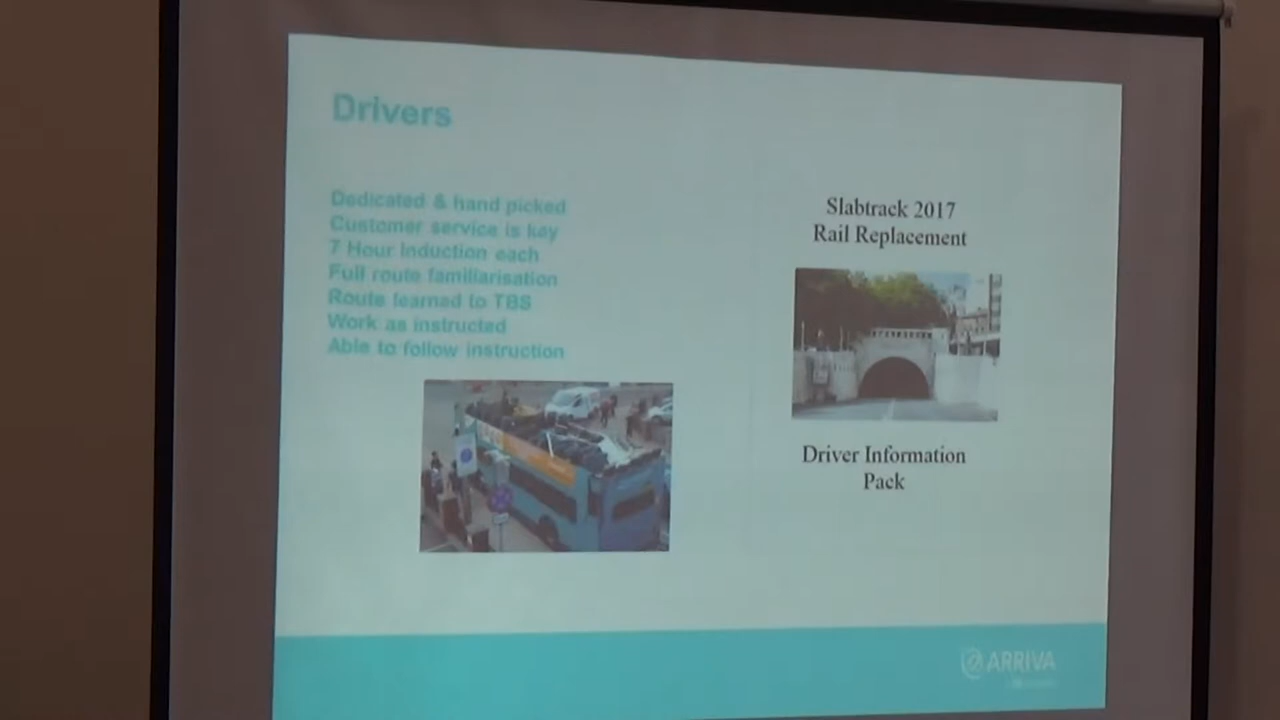 Drivers
Dedicated & hand picked
Customer service is key
7 Hour Induction each
Full route familiarisation
Route learned to TBS
Work as instructed
Able to follow instruction
Slabtrack 2017
Rail Replacement
Driver Information
Pack
ARRIVA